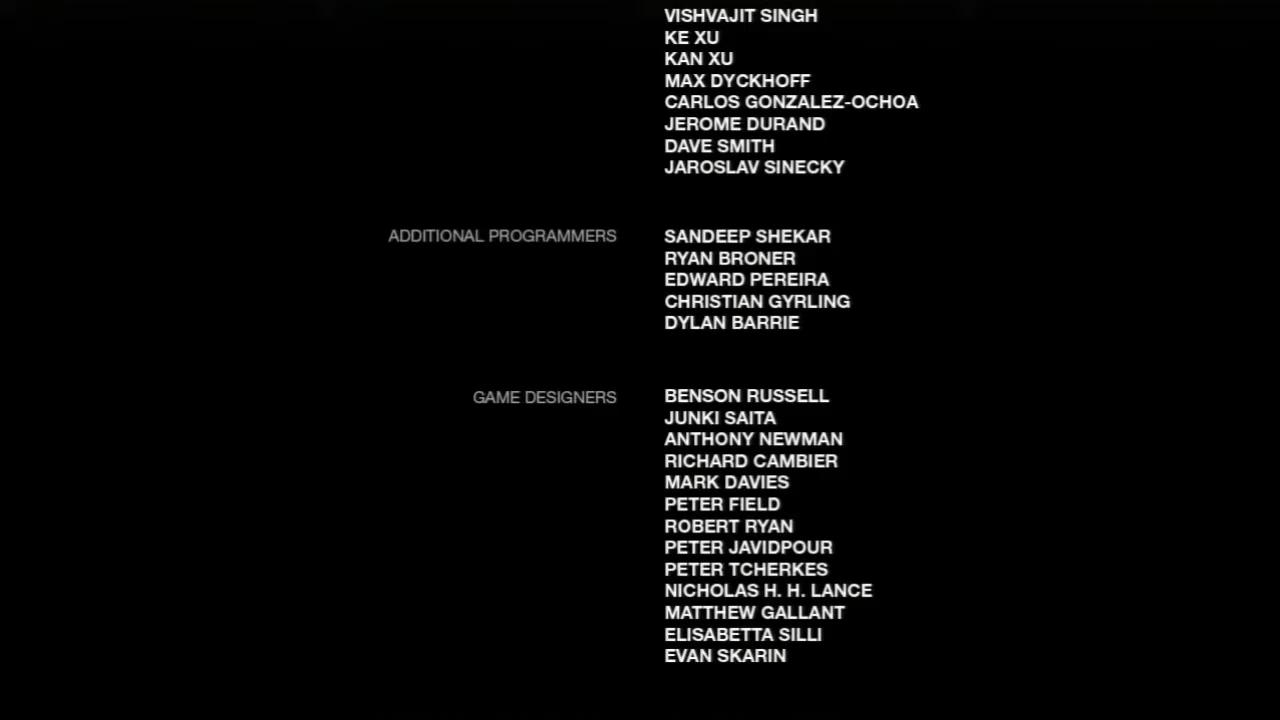 VISHVAJIT SINGH
KE XU
KAN XU
MAX DYCKHOFF
CARLOS GONZALEZ-OCHOA
JEROME DURAND
DAVE SMITH
JAROSLAV SINECKY
ADDITIONAL PROGRAMMERS SANDEEP SHEKAR
RYAN BRONER
EDWARD PEREIRA
CHRISTIAN GYRLING
DYLAN BARRIE
GAME DESIGNERS BENSON RUSSELL
JUNKI SAITA
ANTHONY NEWMAN
RICHARD CAMBIER
MARK DAVIES
PETER FIELD
ROBERT RYAN
PETER JAVIDPOUR
PETER TCHERKES
NICHOLAS H. H. LANCE
MATTHEW GALLANT
ELISABETTA SILLI
EVAN SKARIN